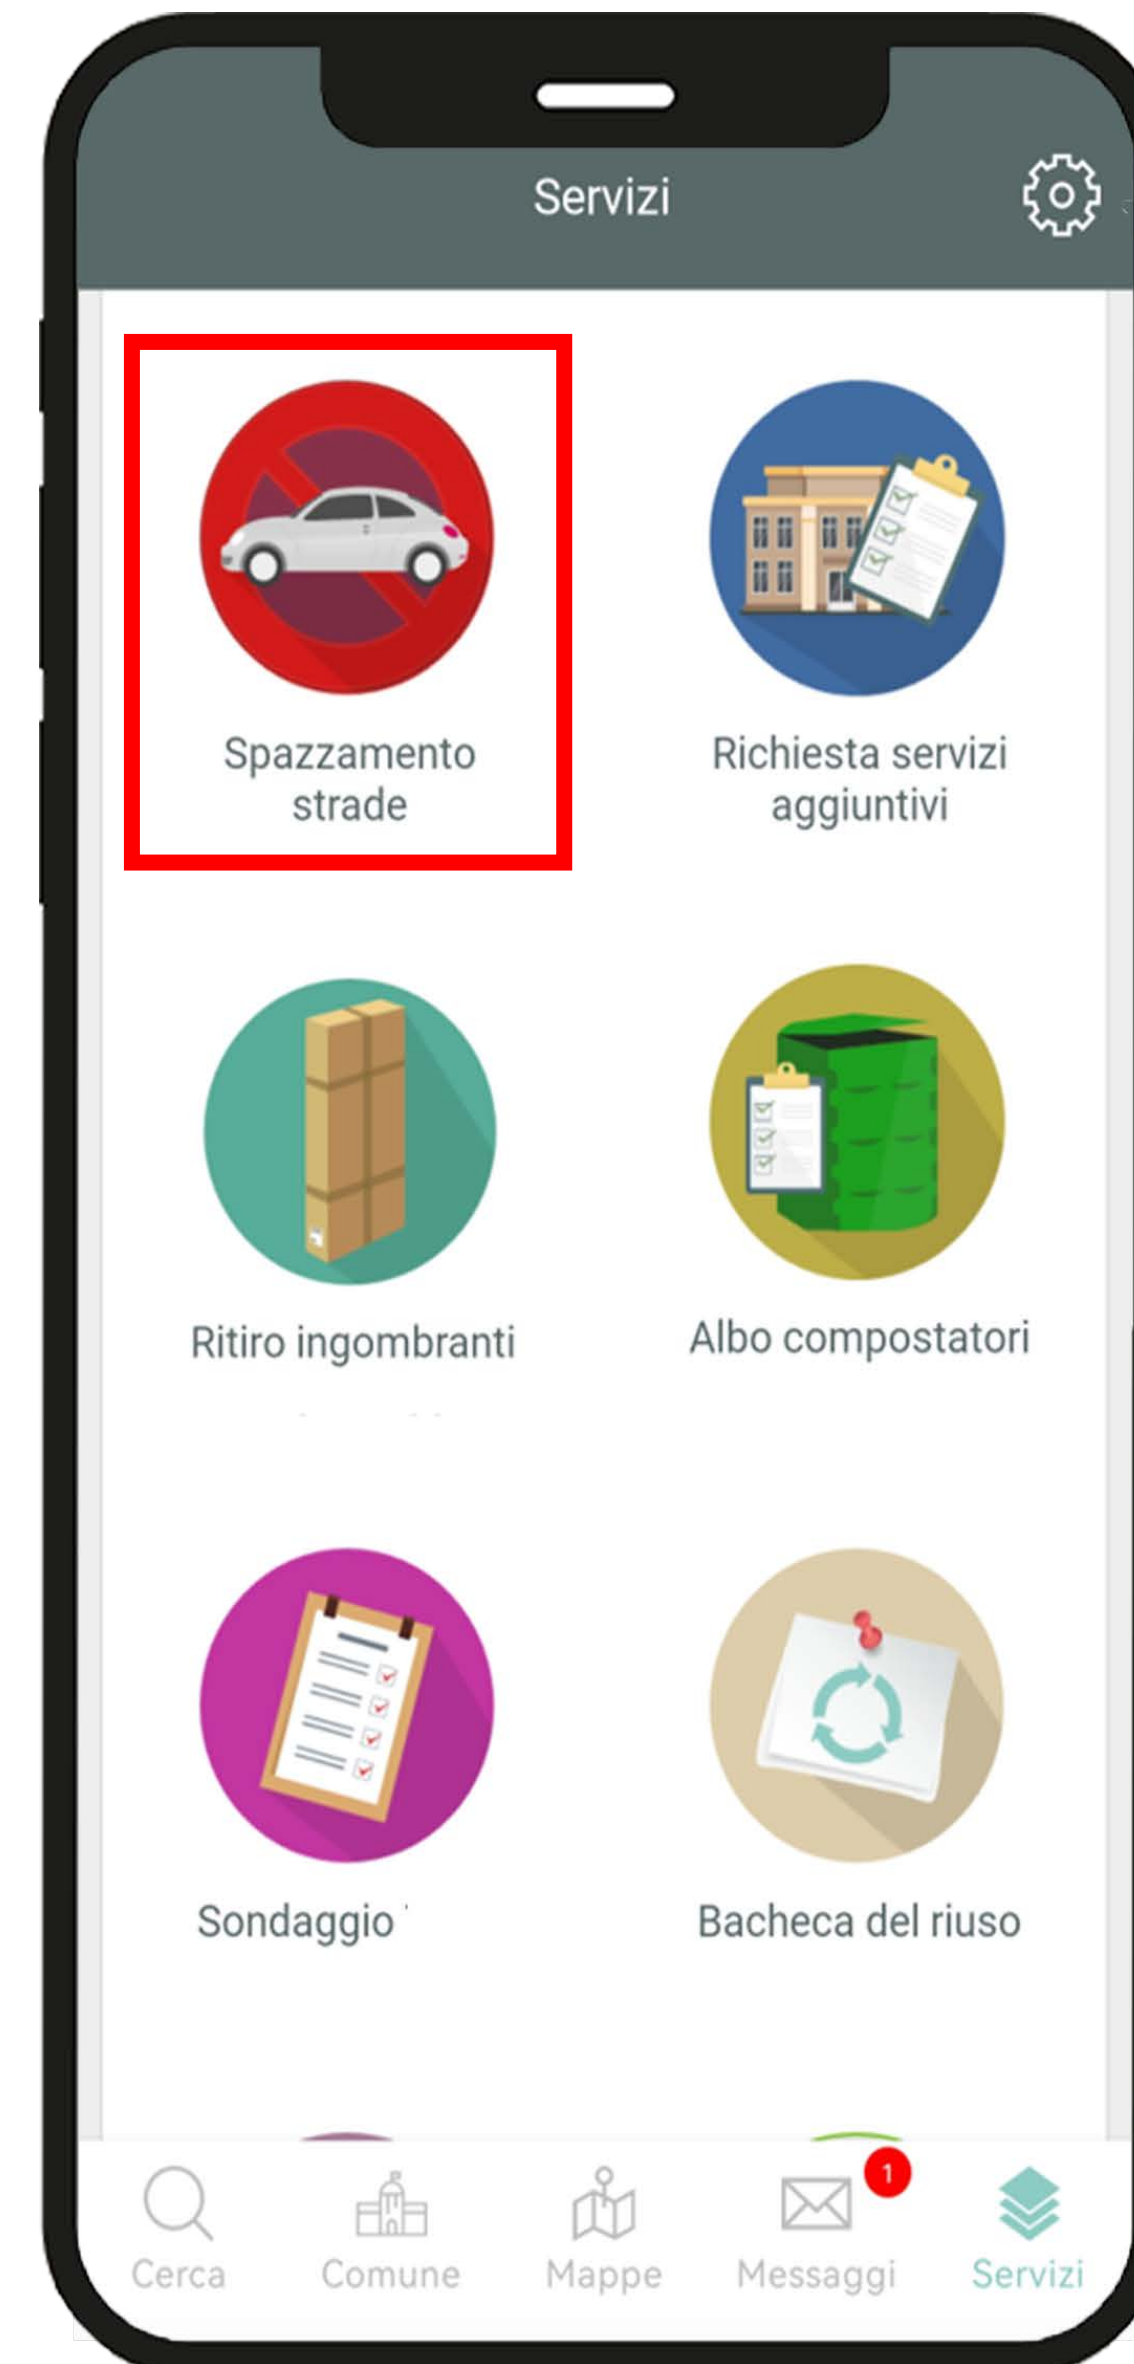 Servizi
Spazzamento
strade
Richiesta servizi
aggiuntivi
Ritiro ingombranti
Albo compostatori
Sondaggio
Bacheca del riuso
1
Cerca
Comune
Mappe
Messaggi
Servizi